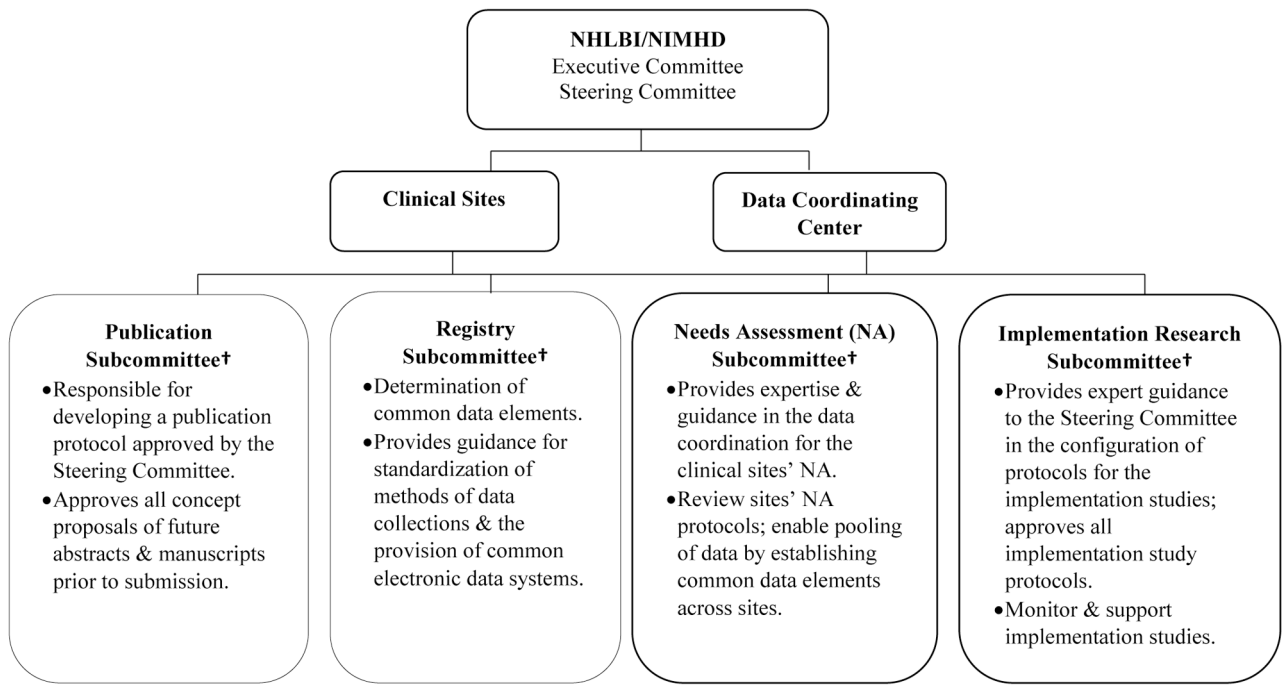 NHLBI/NIMHD
Executive Committee
Steering Committee
Clinical Sites
Data Coordinating
Center
Publication
Subcommittee†
•Responsible for
developing a publication
protocol approved by the
Steering Committee.
•Approves all concept
proposals of future
abstracts & manuscripts
prior to submission.
Registry
Subcommittee†
•Determination of
common data elements.
•Provides guidance for
standardization of
methods of data
collections & the
provision of common
electronic data systems.
Needs Assessment (NA)
Subcommittee†
•Provides expertise &
guidance in the data
coordination for the
clinical sites’ NA.
•Review sites’ NA
protocols; enable pooling
of data by establishing
common data elements
across sites.
Implementation Research
Subcommittee†
•Provides expert guidance
to the Steering Committee
in the configuration of
protocols for the
implementation studies;
approves all
implementation study
protocols.
•Monitor & support
implementation studies.